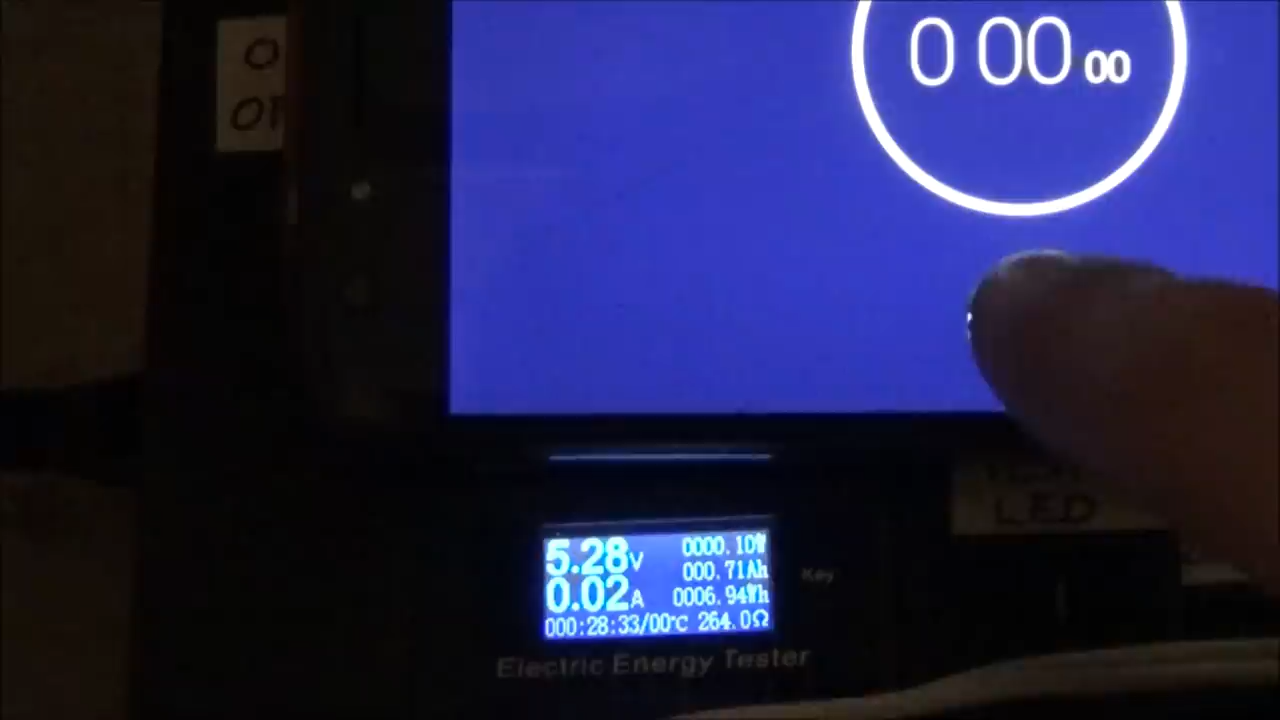 0 00 00
5.28V 0000.10W
000.71Ah
0.02A 0006.94Wh
000:28:33/00℃ 264.0Ω
Key
Electric Energy Tester
LED